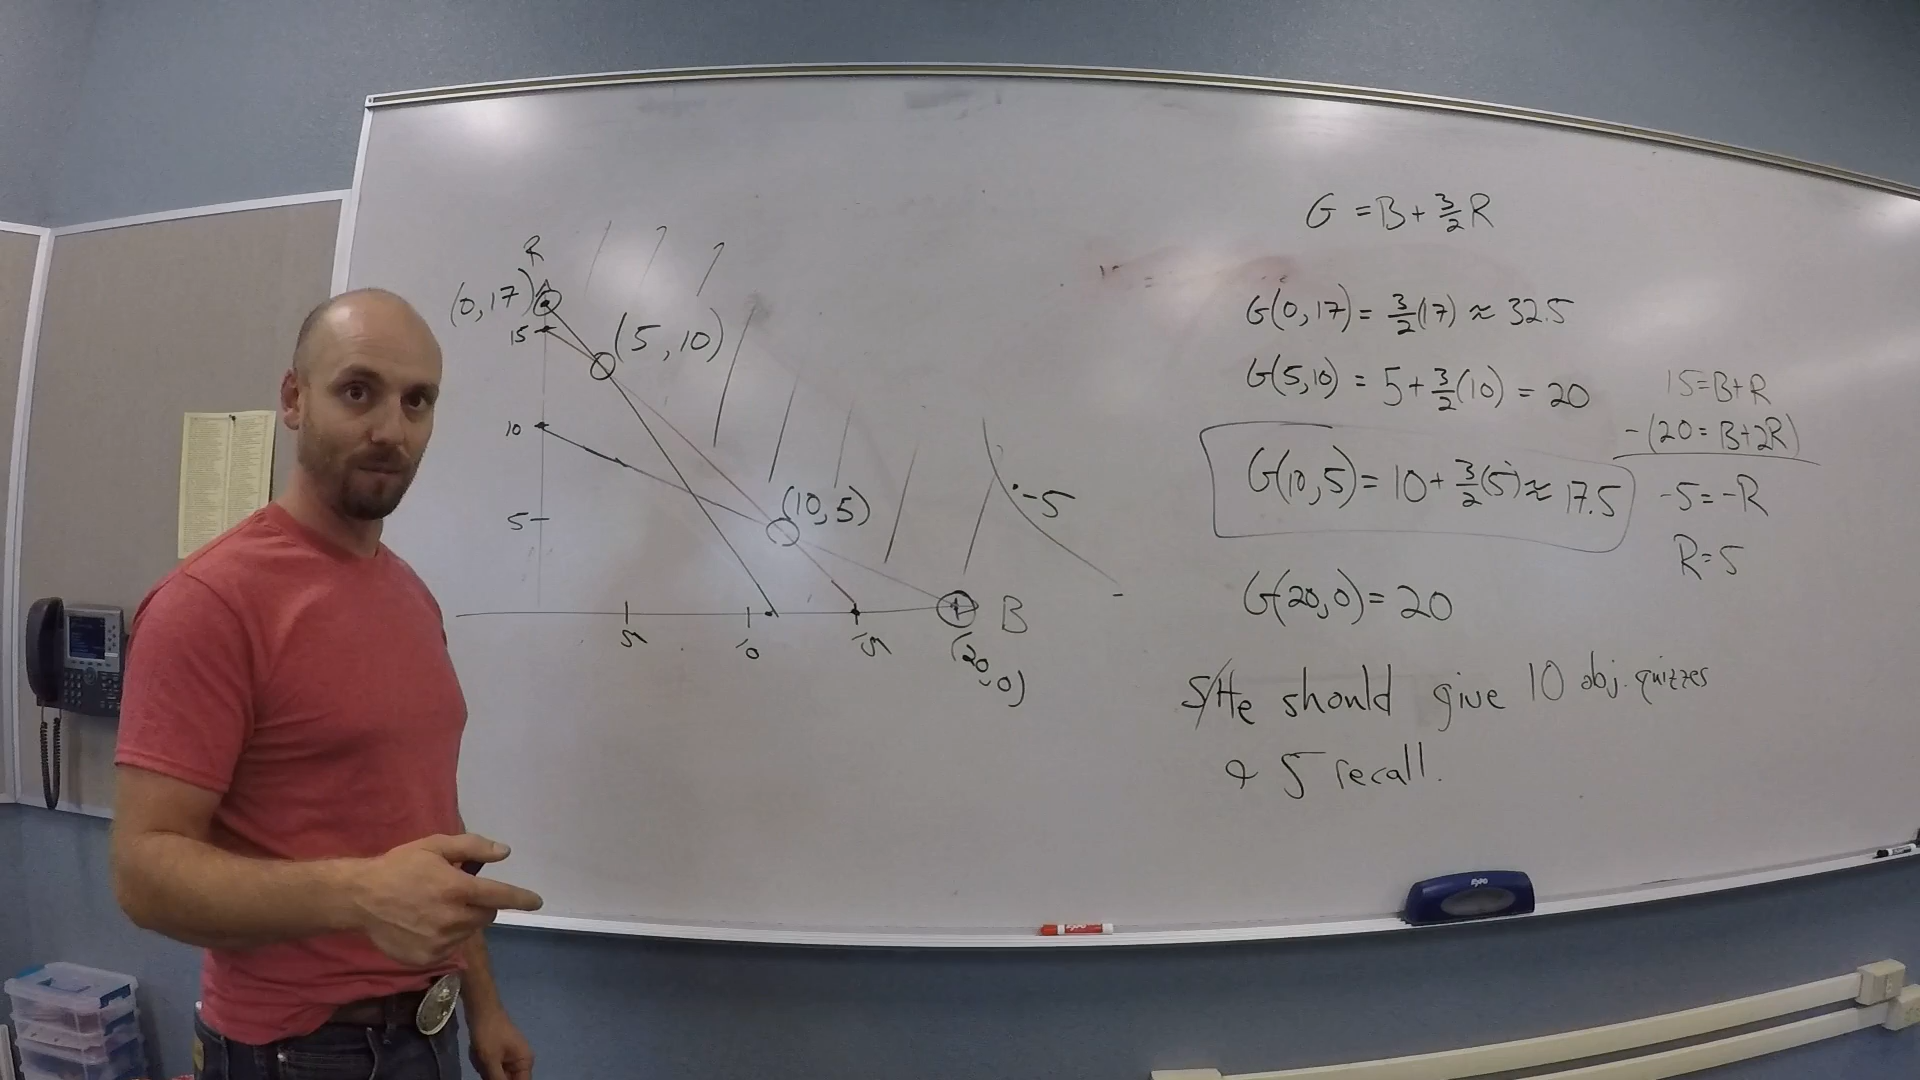 R
(0,17)
15
(5,10)
10
(10,5)
5
-5
5
10
15
(20,0)
B
G = B + 3/2 R
G(0,17) = 3/2(17) ≈ 32.5
G(5,10) = 5 + 3/2(10) = 20
G(10,5) = 10 + 3/2(5) ≈ 17.5
G(20,0) = 20
15 = B+R
-(20 = B+2R)
-5 = -R
R = 5
S/He should give 10 obj. quizzes
& 5 recall.
EXPO
EXPO